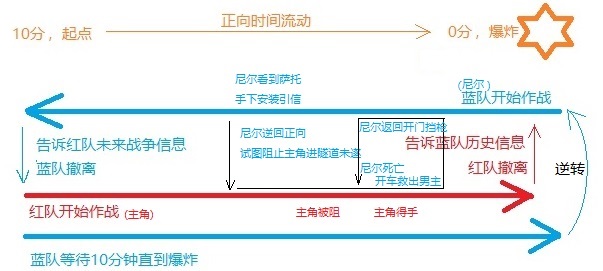 正向时间流动
10分，起点
0分，爆炸
尼尔看到萨托
手下安装引信
(尼尔)
蓝队开始作战
告诉红队未来战争信息
蓝队撤离
尼尔逆回正向
试图阻止主角进隧道未遂
尼尔返回开门挡枪
告诉蓝队历史信息
尼尔死亡
开车救出男主
红队撤离
逆转
红队开始作战 (主角)
主角被阻
主角得手
蓝队等待10分钟直到爆炸